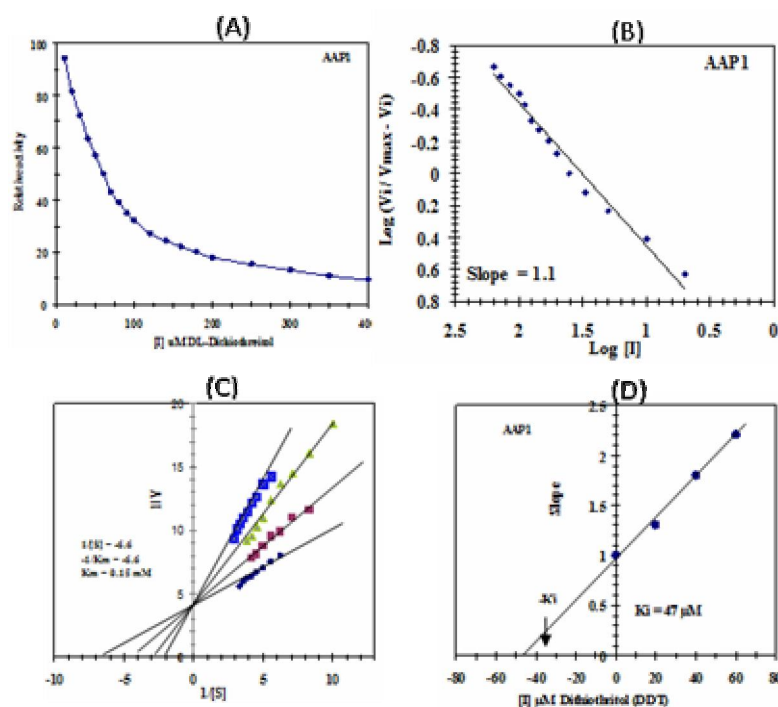 (A)
AAP1
100
80
60
40
20
0
0
100
200
300
40
Relative activity
[I] uM DL-Dithiothreitol
(B)
AAP1
-0.8
-0.6
-0.4
-0.2
0
0.2
0.4
0.6
0.8
Log (Vi / Vmax - Vi)
Slope = 1.1
2.5
2
1.5
1
0.5
0
Log [I]
(C)
20
15
10
5
0
1/V
1/[S] = -6.6
-1/Km = -6.6
Km = 0.15 mM
-10
-5
0
5
10
1/[S]
(D)
AAP1
2.5
2
1.5
1
0.5
0
Slope
-Ki
Ki = 47 µM
-80
-60
-40
-20
0
20
40
60
80
[I] µM Dithiothritol (DDT)